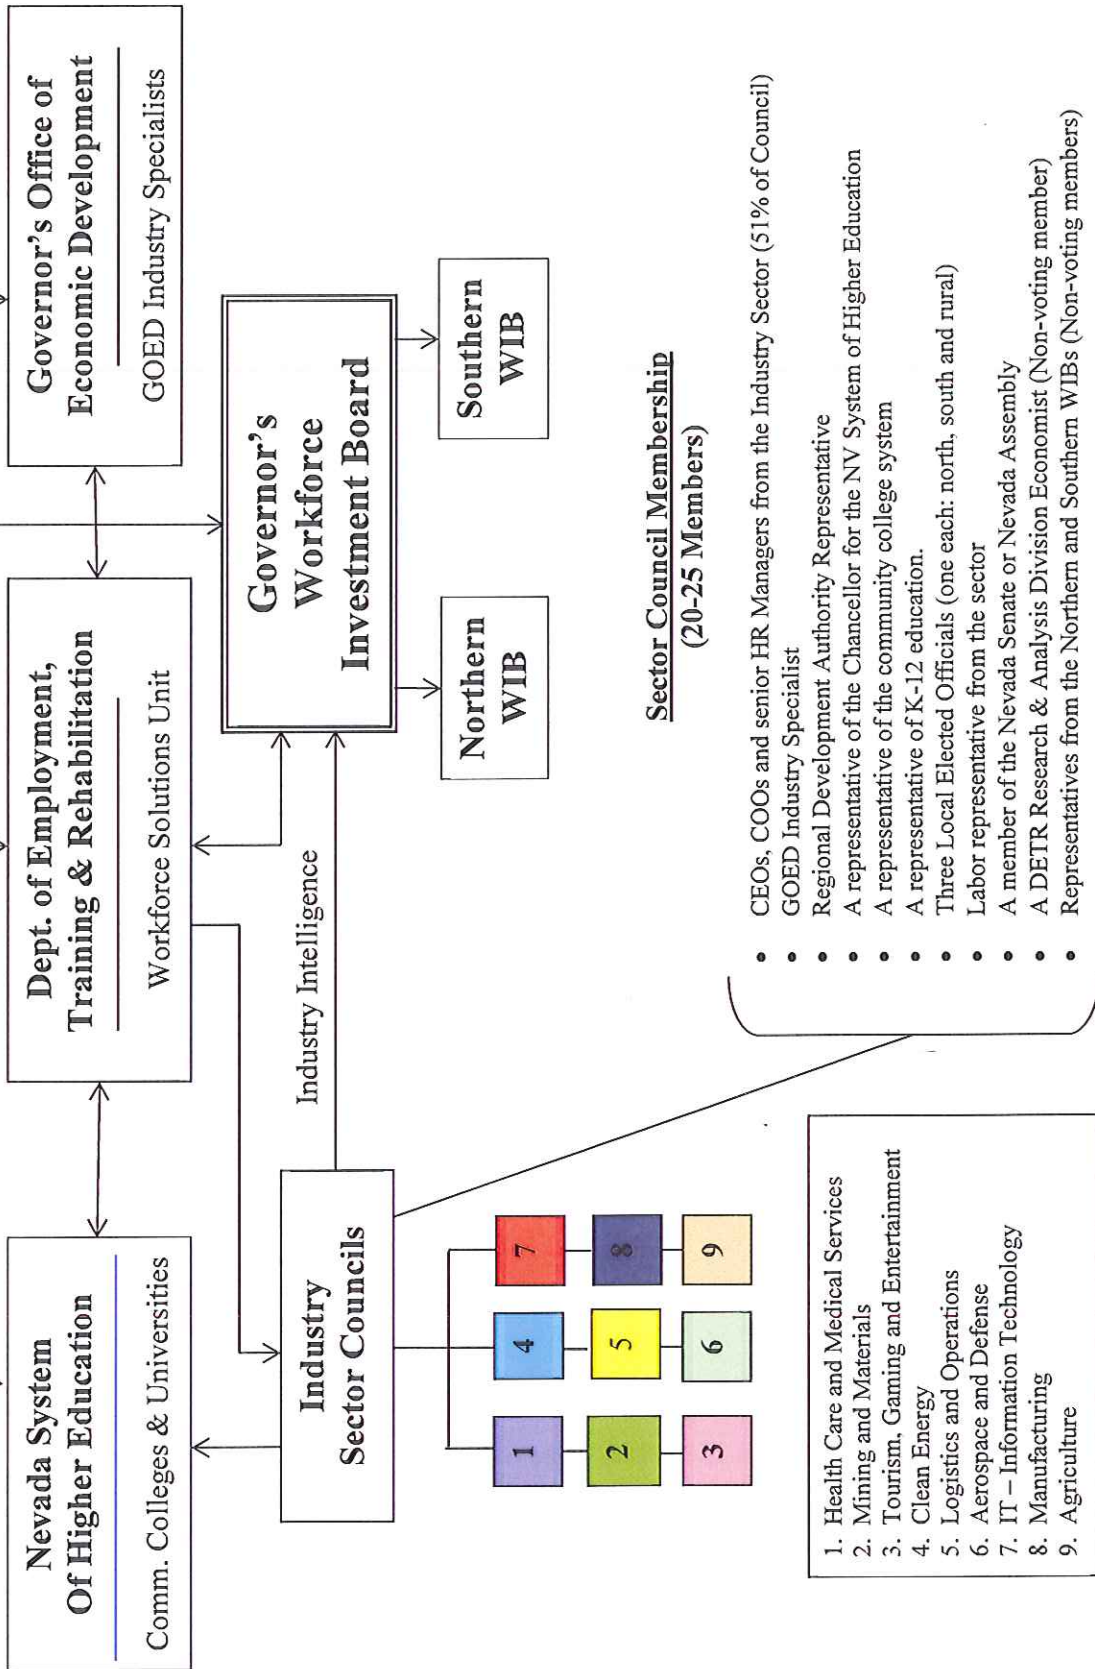 Nevada System
Of Higher Education
Comm. Colleges & Universities
Dept. of Employment,
Training & Rehabilitation
Workforce Solutions Unit
Governor's Office of
Economic Development
GOED Industry Specialists
Industry
Sector Councils
Industry Intelligence
Governor's
Workforce
Investment Board
Northern
WIB
Southern
WIB
1
4
7
2
5
8
3
6
9
Sector Council Membership
(20-25 Members)
• CEOs, COOs and senior HR Managers from the Industry Sector (51% of Council)
• GOED Industry Specialist
• Regional Development Authority Representative
• A representative of the Chancellor for the NV System of Higher Education
• A representative of the community college system
• A representative of K-12 education.
• Three Local Elected Officials (one each: north, south and rural)
• Labor representative from the sector
• A member of the Nevada Senate or Nevada Assembly
• A DETR Research & Analysis Division Economist (Non-voting member)
• Representatives from the Northern and Southern WIBs (Non-voting members)
1. Health Care and Medical Services
2. Mining and Materials
3. Tourism, Gaming and Entertainment
4. Clean Energy
5. Logistics and Operations
6. Aerospace and Defense
7. IT – Information Technology
8. Manufacturing
9. Agriculture